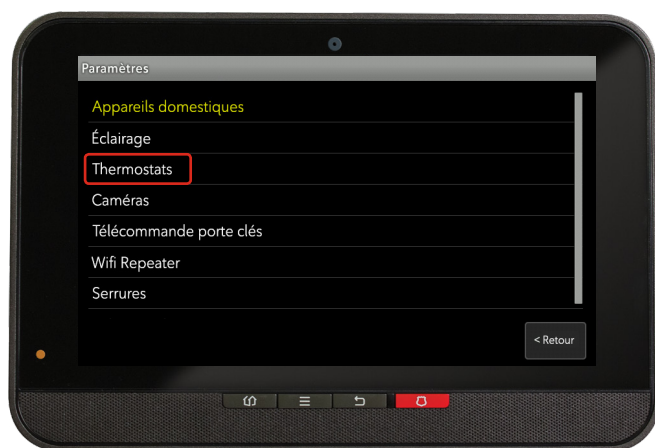 Paramètres
Appareils domestiques
Éclairage
Thermostats
Caméras
Télécommande porte clés
Wifi Repeater
Serrures
< Retour